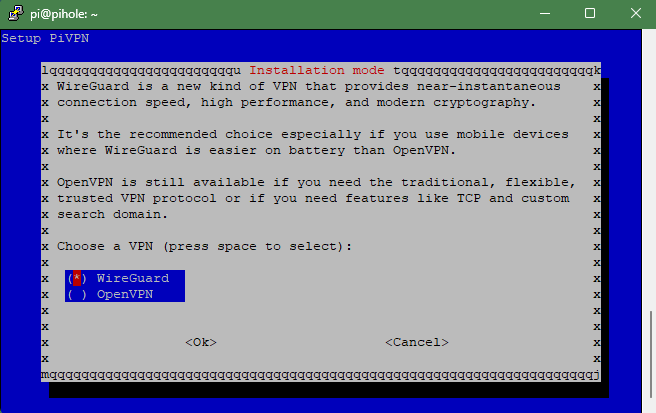 pi@pihole: ~
Setup PiVPN
lqqqqqqqqqqqqqqqqqqqqqqqu Installation mode tqqqqqqqqqqqqqqqqqqqqqqqqk
x WireGuard is a new kind of VPN that provides near-instantaneous x
x connection speed, high performance, and modern cryptography. x
x x
x It's the recommended choice especially if you use mobile devices x
x where WireGuard is easier on battery than OpenVPN. x
x x
x OpenVPN is still available if you need the traditional, flexible, x
x trusted VPN protocol or if you need features like TCP and custom x
x search domain. x
x x
x Choose a VPN (press space to select): x
x x
x (*) WireGuard x
x ( ) OpenVPN x
x x
x x
x <Ok> <Cancel> x
x x
mqqqqqqqqqqqqqqqqqqqqqqqqqqqqqqqqqqqqqqqqqqqqqqqqqqqqqqqqqqqqqqqqqqqqj